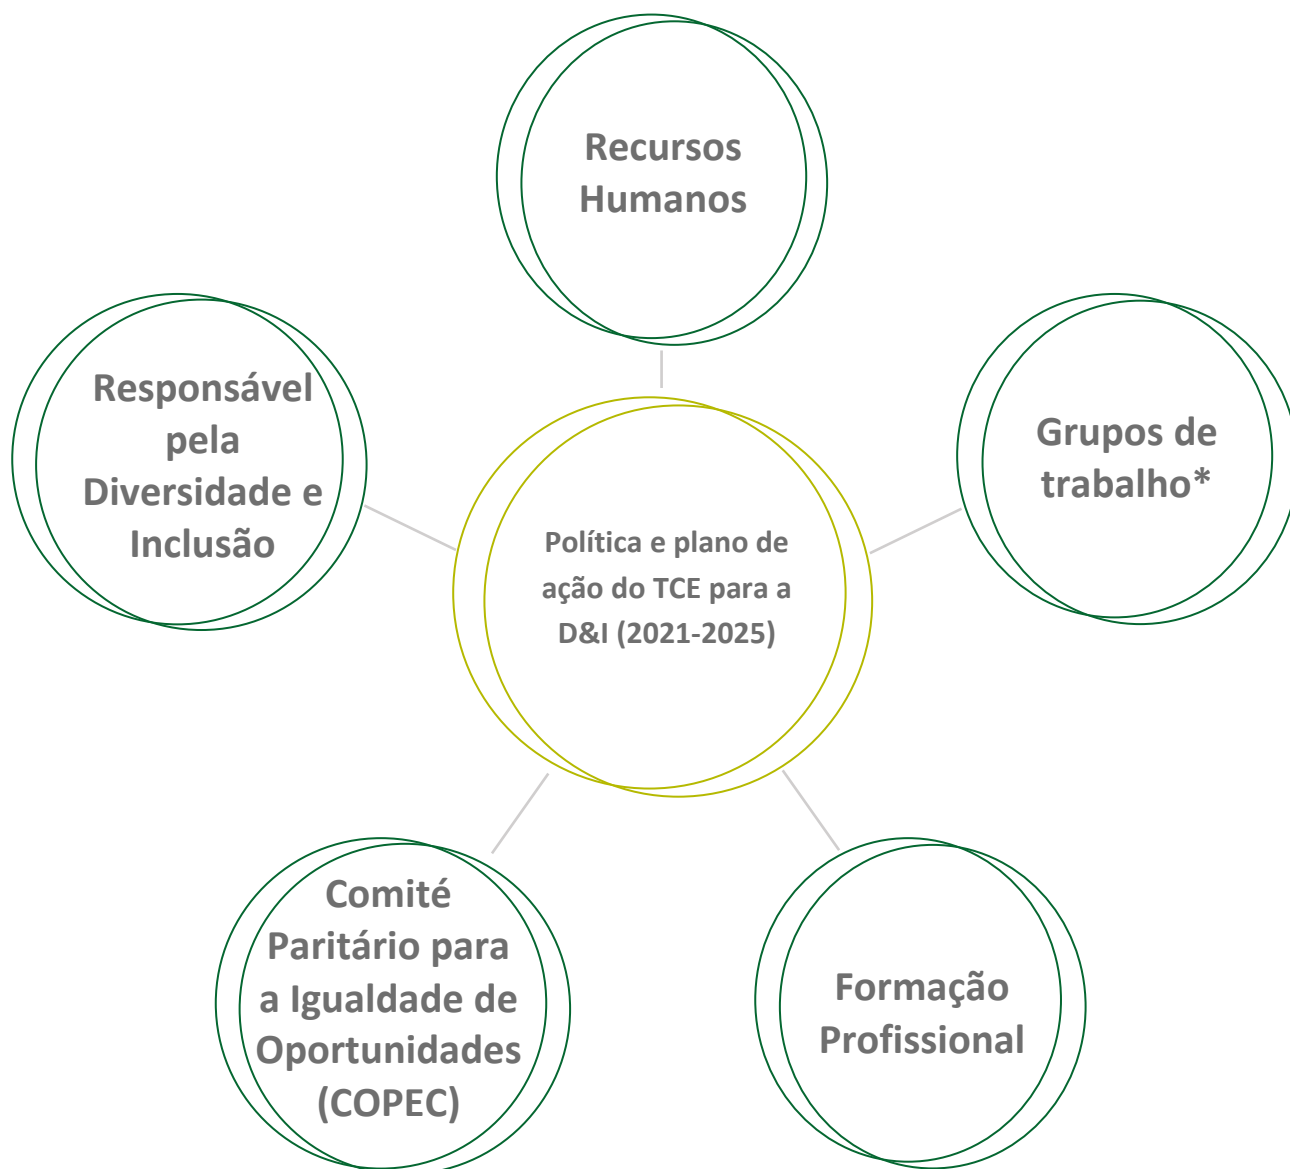 Recursos
Humanos
Responsável
pela
Diversidade e
Inclusão
Grupos de
trabalho*
Política e plano de
ação do TCE para a
D&I (2021-2025)
Comité
Paritário para
a Igualdade de
Oportunidades
(COPEC)
Formação
Profissional